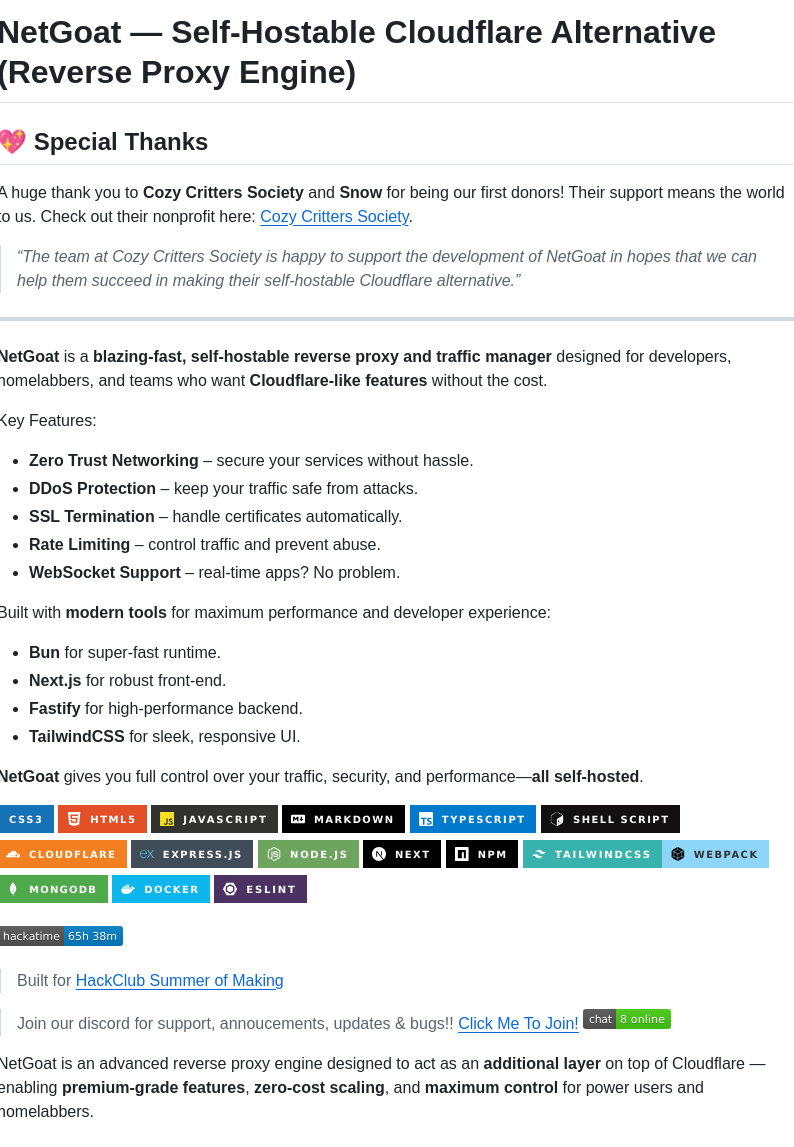 NetGoat — Self-Hostable Cloudflare Alternative
(Reverse Proxy Engine)
💖 Special Thanks
A huge thank you to Cozy Critters Society and Snow for being our first donors! Their support means the world
to us. Check out their nonprofit here: Cozy Critters Society.
“The team at Cozy Critters Society is happy to support the development of NetGoat in hopes that we can
help them succeed in making their self-hostable Cloudflare alternative.”
NetGoat is a blazing-fast, self-hostable reverse proxy and traffic manager designed for developers,
homelabbers, and teams who want Cloudflare-like features without the cost.
Key Features:
• Zero Trust Networking – secure your services without hassle.
• DDoS Protection – keep your traffic safe from attacks.
• SSL Termination – handle certificates automatically.
• Rate Limiting – control traffic and prevent abuse.
• WebSocket Support – real-time apps? No problem.
Built with modern tools for maximum performance and developer experience:
• Bun for super-fast runtime.
• Next.js for robust front-end.
• Fastify for high-performance backend.
• TailwindCSS for sleek, responsive UI.
NetGoat gives you full control over your traffic, security, and performance—all self-hosted.
CSS3 HTML5 JAVASCRIPT MARKDOWN TYPESCRIPT SHELL SCRIPT
CLOUDFLARE EXPRESS.JS NODE.JS NEXT NPM TAILWINDCSS WEBPACK
MONGODB DOCKER ESLINT
hackatime 65h 38m
Built for HackClub Summer of Making
Join our discord for support, annoucements, updates & bugs!! Click Me To Join! chat 8 online
NetGoat is an advanced reverse proxy engine designed to act as an additional layer on top of Cloudflare —
enabling premium-grade features, zero-cost scaling, and maximum control for power users and
homelabbers.